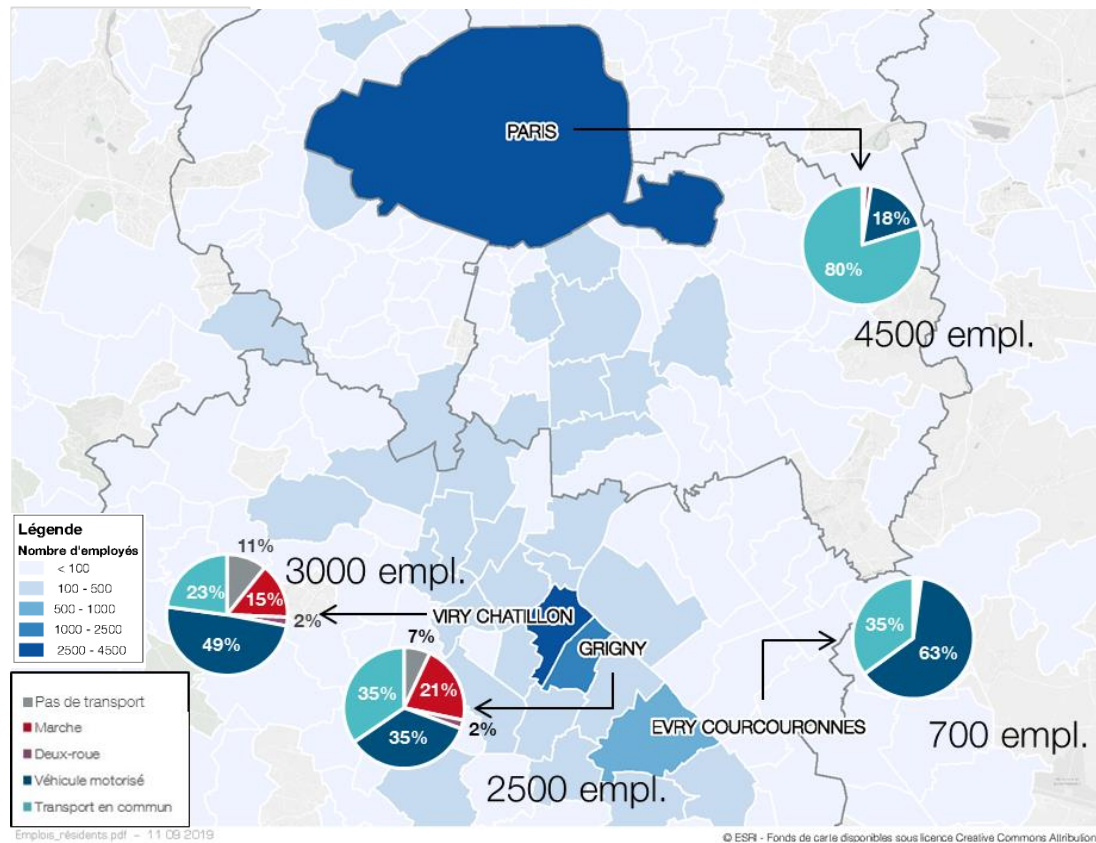 PARIS
18%
80%
4500 empl.
Légende
Nombre d'employés
< 100
100 - 500
500 - 1000
1000 - 2500
2500 - 4500
11%
3000 empl.
23%
15%
2%
49%
VIRY CHATILLON
7%
GRIGNY
35%
21%
2%
35%
2500 empl.
35%
63%
EVRY COURCOURONNES
700 empl.
Pas de transport
Marche
Deux-roue
Véhicule motorisé
Transport en commun
Emplois_résidents.pdf - 11 09 2019
© ESRI - Fonds de carte disponibles sous licence Creative Commons Attribution